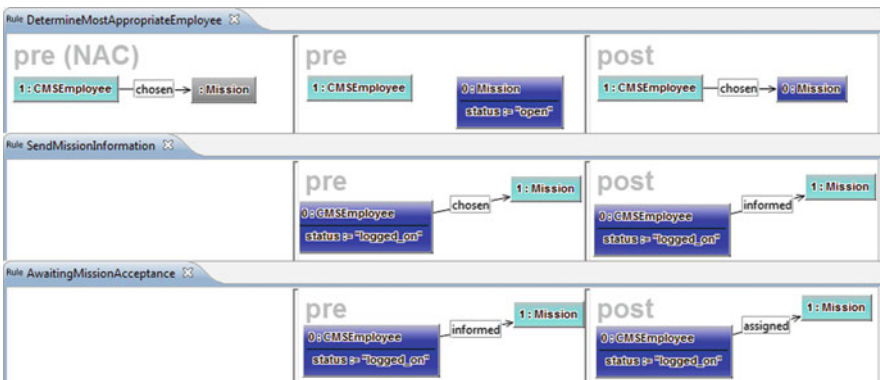 Rule DetermineMostAppropriateEmployee
pre (NAC)
1 : CMSEmployee
chosen
: Mission
pre
1 : CMSEmployee
0 : Mission
status := "open"
post
1 : CMSEmployee
chosen
0 : Mission
Rule SendMissionInformation
pre
0 : CMSEmployee
status := "logged_on"
chosen
1 : Mission
post
0 : CMSEmployee
status := "logged_on"
informed
1 : Mission
Rule AwaitingMissionAcceptance
pre
0 : CMSEmployee
status := "logged_on"
informed
1 : Mission
post
0 : CMSEmployee
status := "logged_on"
assigned
1 : Mission